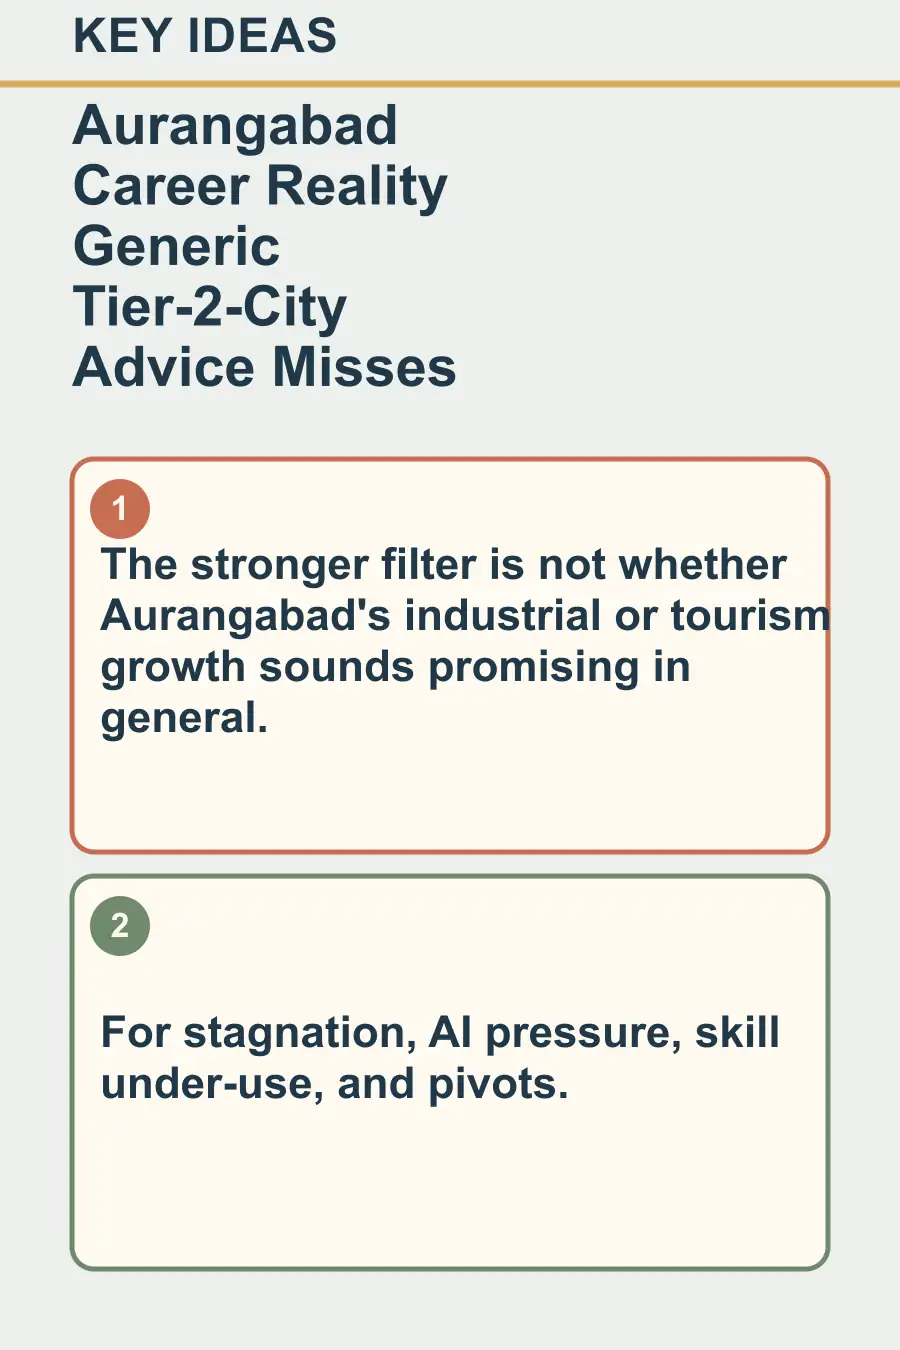 KEY IDEAS
Aurangabad
Career Reality
Generic
Tier-2-City
Advice Misses
1
The stronger filter is not whether
Aurangabad's industrial or tourism
growth sounds promising in
general.
2
For stagnation, AI pressure, skill
under-use, and pivots.